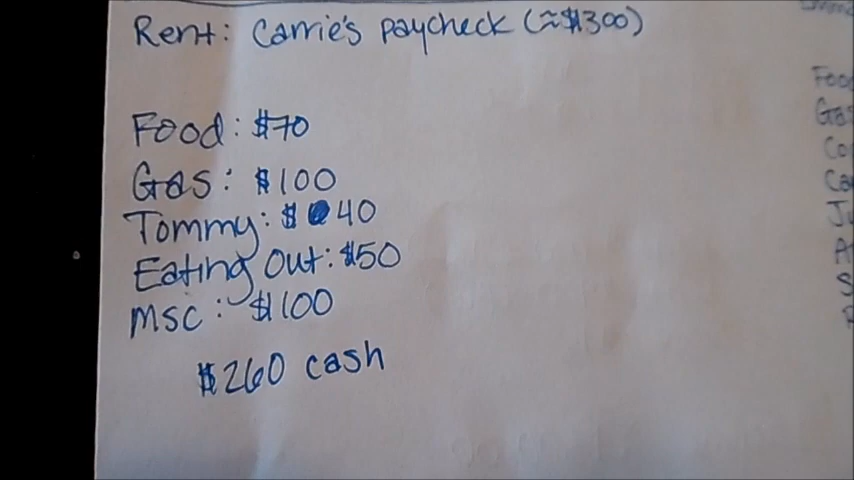 Rent: Carrie's paycheck (≈$300)
Food: $70
Gas: $100
Tommy: $ 40
Eating Out: $50
msc: $100
$260 cash